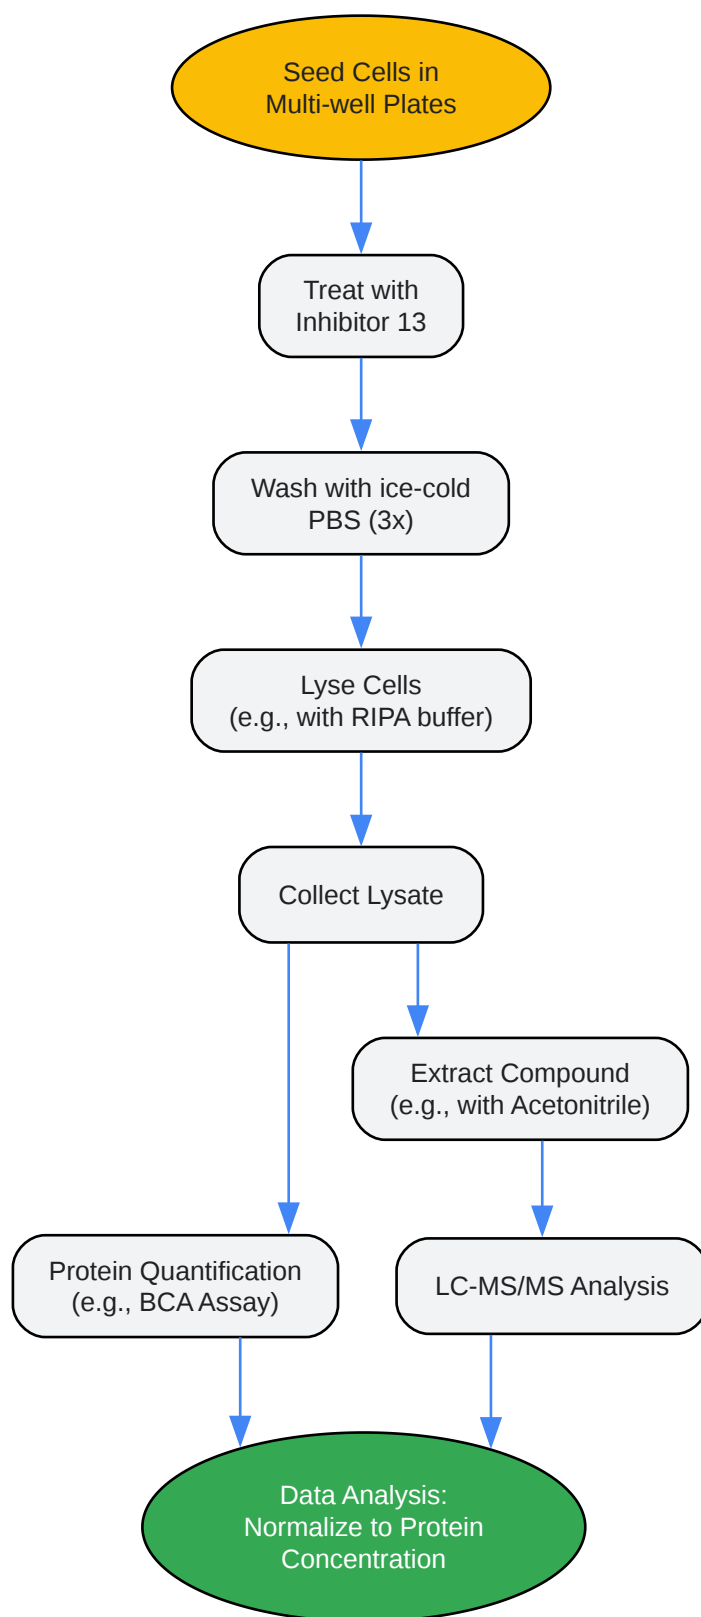 Seed Cells in
Multi-well Plates
Treat with
Inhibitor 13
Wash with ice-cold
PBS (3x)
Lyse Cells
(e.g., with RIPA buffer)
Collect Lysate
Extract Compound
(e.g., with Acetonitrile)
Protein Quantification
(e.g., BCA Assay)
LC-MS/MS Analysis
Data Analysis:
Normalize to Protein
Concentration